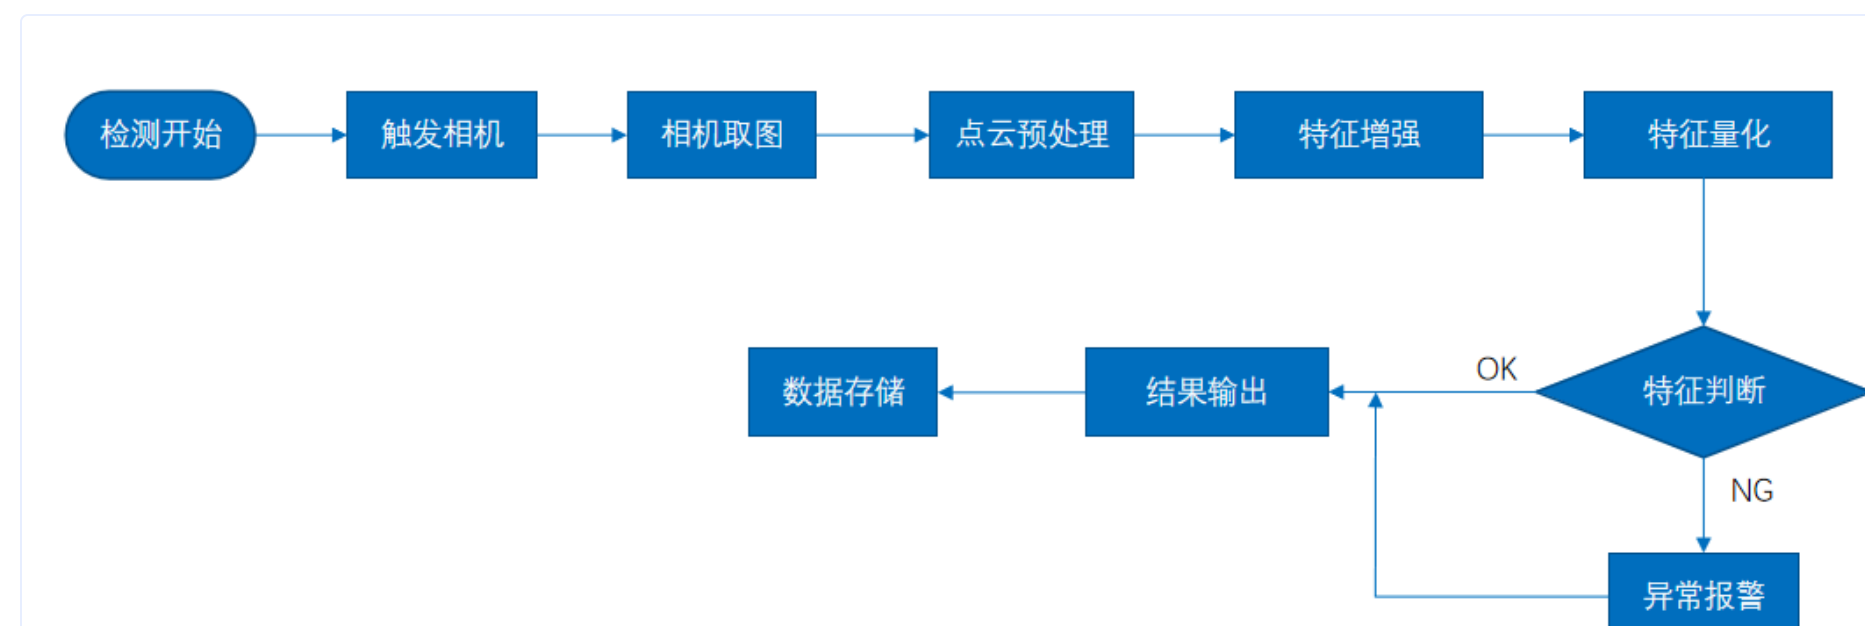 检测开始
触发相机
相机取图
点云预处理
特征增强
特征量化
数据存储
结果输出
OK
特征判断
NG
异常报警